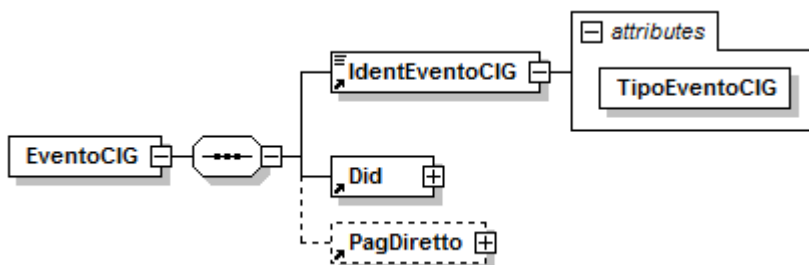 attributes
IdentEventoCIG
TipoEventoCIG
EventoCIG
Did
PagDiretto